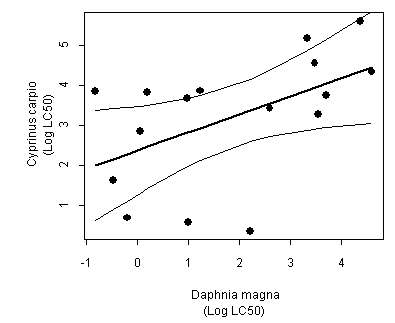 Cyprinus carpio
(Log LC50)
5
4
3
2
1
-1 0 1 2 3 4
Daphnia magna
(Log LC50)